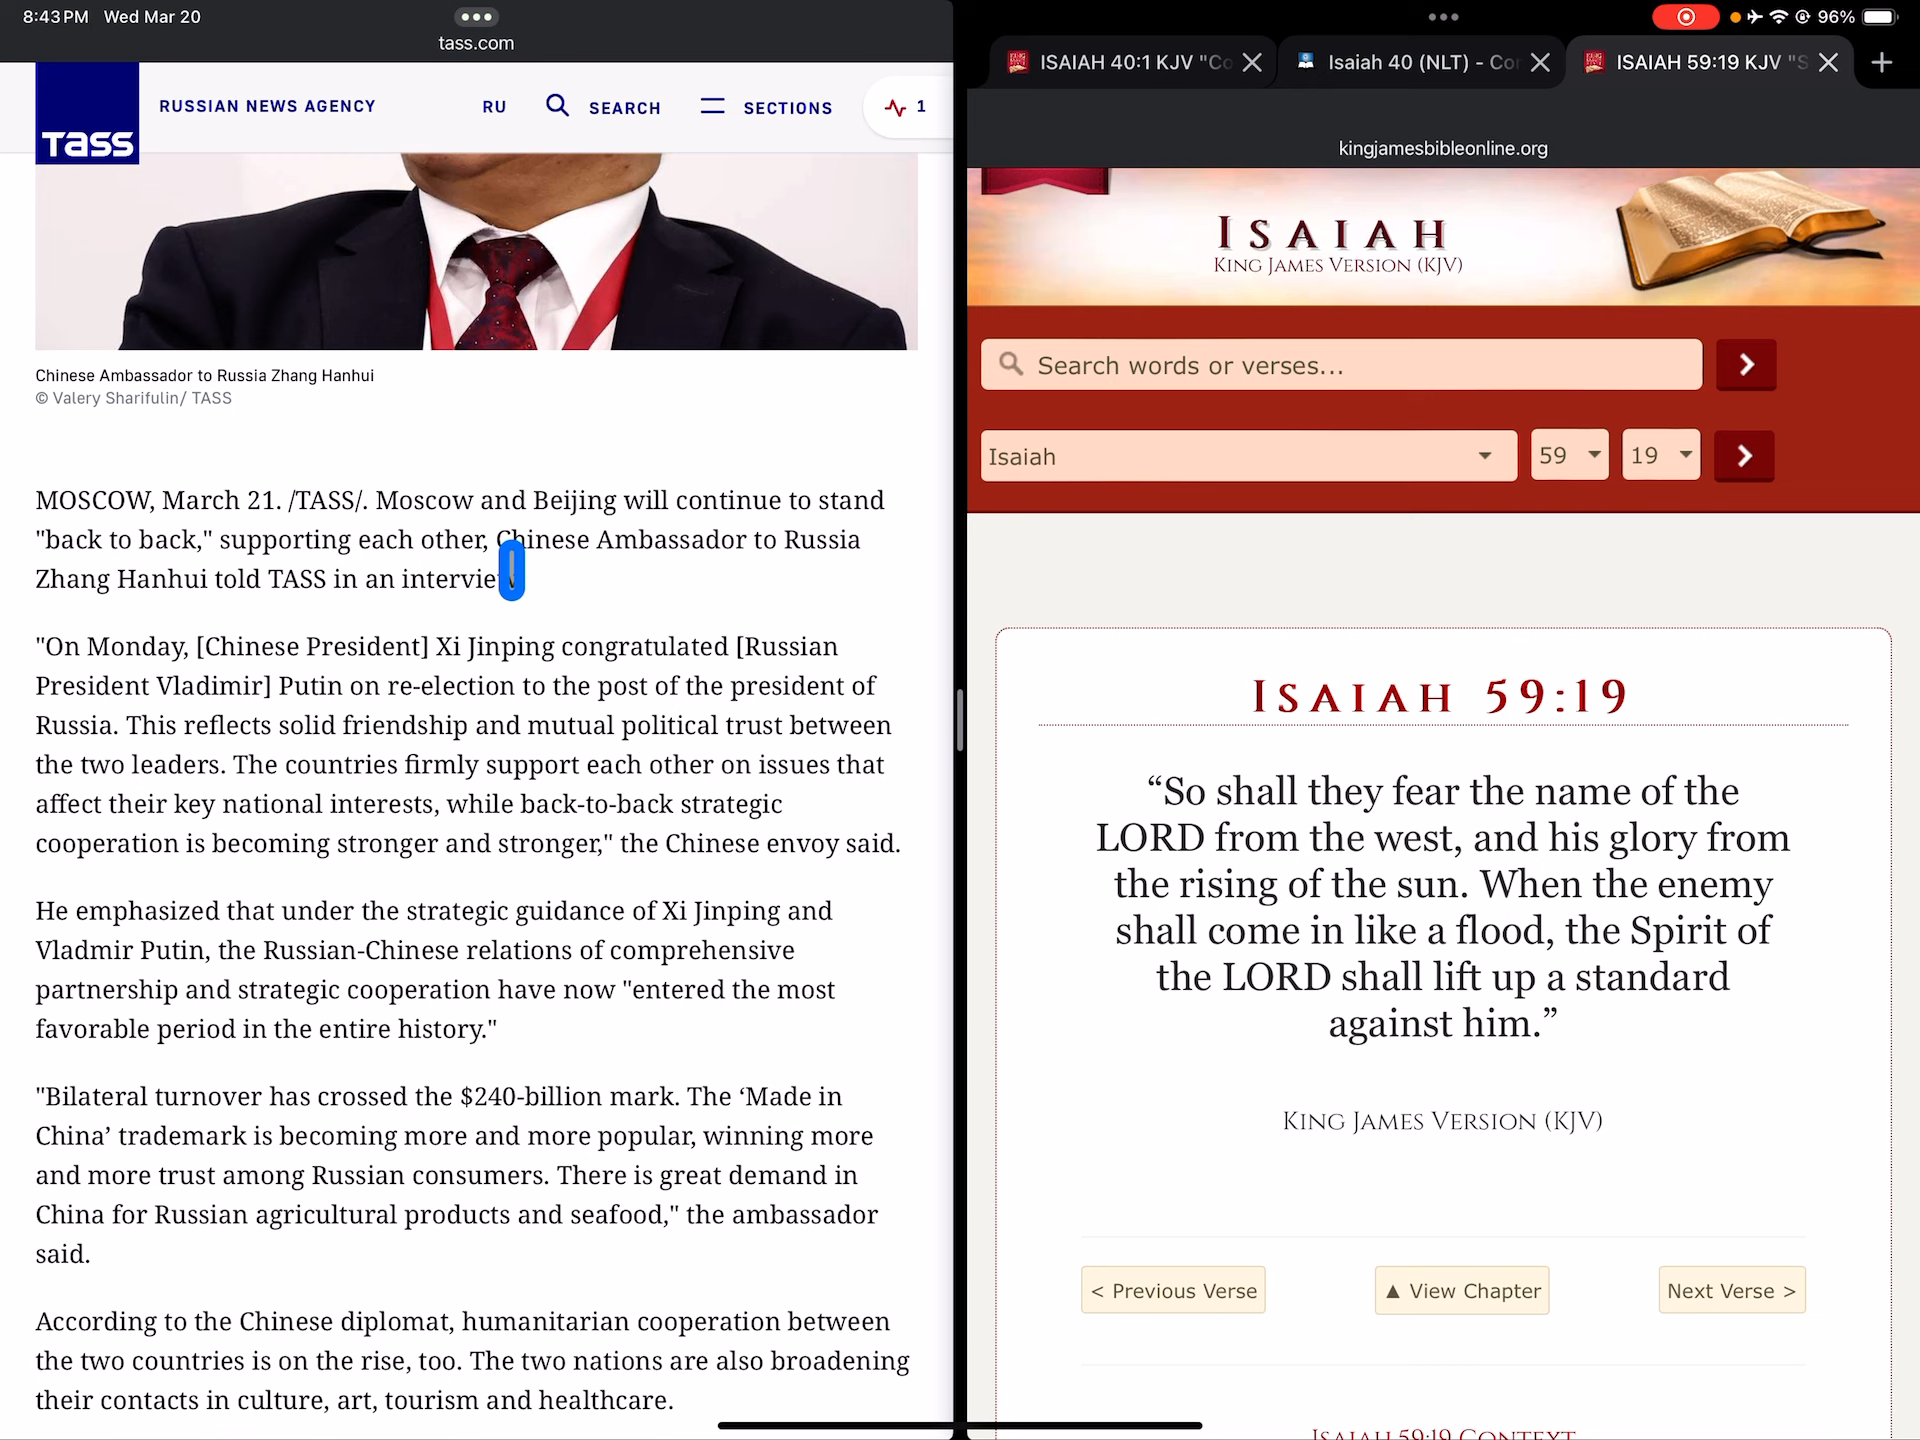 8:43 PM Wed Mar 20
tass.com
Tass
RUSSIAN NEWS AGENCY
RU
SEARCH
SECTIONS
1
Chinese Ambassador to Russia Zhang Hanhui
© Valery Sharifulin/ TASS
MOSCOW, March 21. /TASS/. Moscow and Beijing will continue to stand
"back to back," supporting each other, Chinese Ambassador to Russia
Zhang Hanhui told TASS in an interview
"On Monday, [Chinese President] Xi Jinping congratulated [Russian
President Vladimir] Putin on re-election to the post of the president of
Russia. This reflects solid friendship and mutual political trust between
the two leaders. The countries firmly support each other on issues that
affect their key national interests, while back-to-back strategic
cooperation is becoming stronger and stronger," the Chinese envoy said.
He emphasized that under the strategic guidance of Xi Jinping and
Vladmir Putin, the Russian-Chinese relations of comprehensive
partnership and strategic cooperation have now "entered the most
favorable period in the entire history."
"Bilateral turnover has crossed the $240-billion mark. The ‘Made in
China’ trademark is becoming more and more popular, winning more
and more trust among Russian consumers. There is great demand in
China for Russian agricultural products and seafood," the ambassador
said.
According to the Chinese diplomat, humanitarian cooperation between
the two countries is on the rise, too. The two nations are also broadening
their contacts in culture, art, tourism and healthcare.
96%
ISAIAH 40:1 KJV "Co
Isaiah 40 (NLT) - Cor
ISAIAH 59:19 KJV "S
kingjamesbibleonline.org
ISAIAH
KING JAMES VERSION (KJV)
Search words or verses...
Isaiah
59
19
ISAIAH 59:19
“So shall they fear the name of the
LORD from the west, and his glory from
the rising of the sun. When the enemy
shall come in like a flood, the Spirit of
the LORD shall lift up a standard
against him.”
KING JAMES VERSION (KJV)
< Previous Verse
▲ View Chapter
Next Verse >
ISAIAH 59:19 CONTEXT